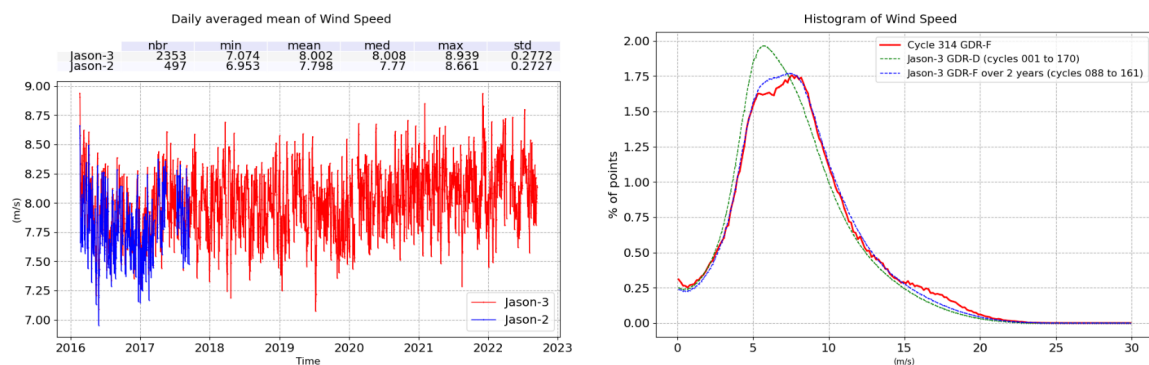 Daily averaged mean of Wind Speed
nbr min mean med max std
Jason-3 2353 7.074 8.002 8.008 8.939 0.2772
Jason-2 497 6.953 7.798 7.77 8.661 0.2727
9.00
8.75
8.50
8.25
8.00
7.75
7.50
7.25
7.00
(m/s)
Jason-3
Jason-2
2016 2017 2018 2019 2020 2021 2022 2023
Time
Histogram of Wind Speed
2.00
1.75
1.50
1.25
1.00
0.75
0.50
0.25
0.00
% of points
Cycle 314 GDR-F
Jason-3 GDR-D (cycles 001 to 170)
Jason-3 GDR-F over 2 years (cycles 088 to 161)
0 5 10 15 20 25 30
(m/s)